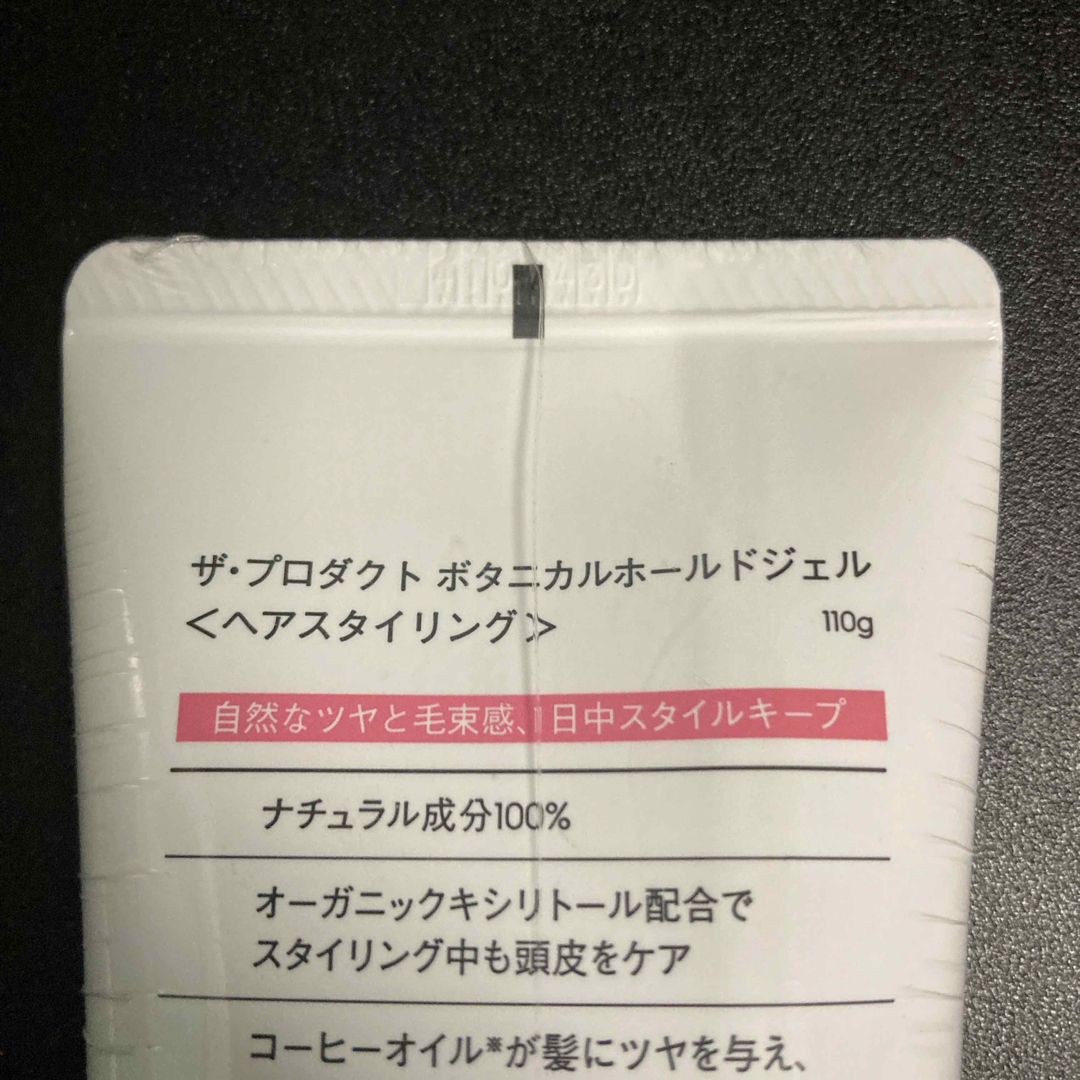 ザ・プロダクト ボタニカルホールドジェル
＜ヘアスタイリング＞ 110g
自然なツヤと毛束感、1日中スタイルキープ
ナチュラル成分100%
オーガニックキシリトール配合で
スタイリング中も頭皮をケア
コーヒーオイル※が髪にツヤを与え、